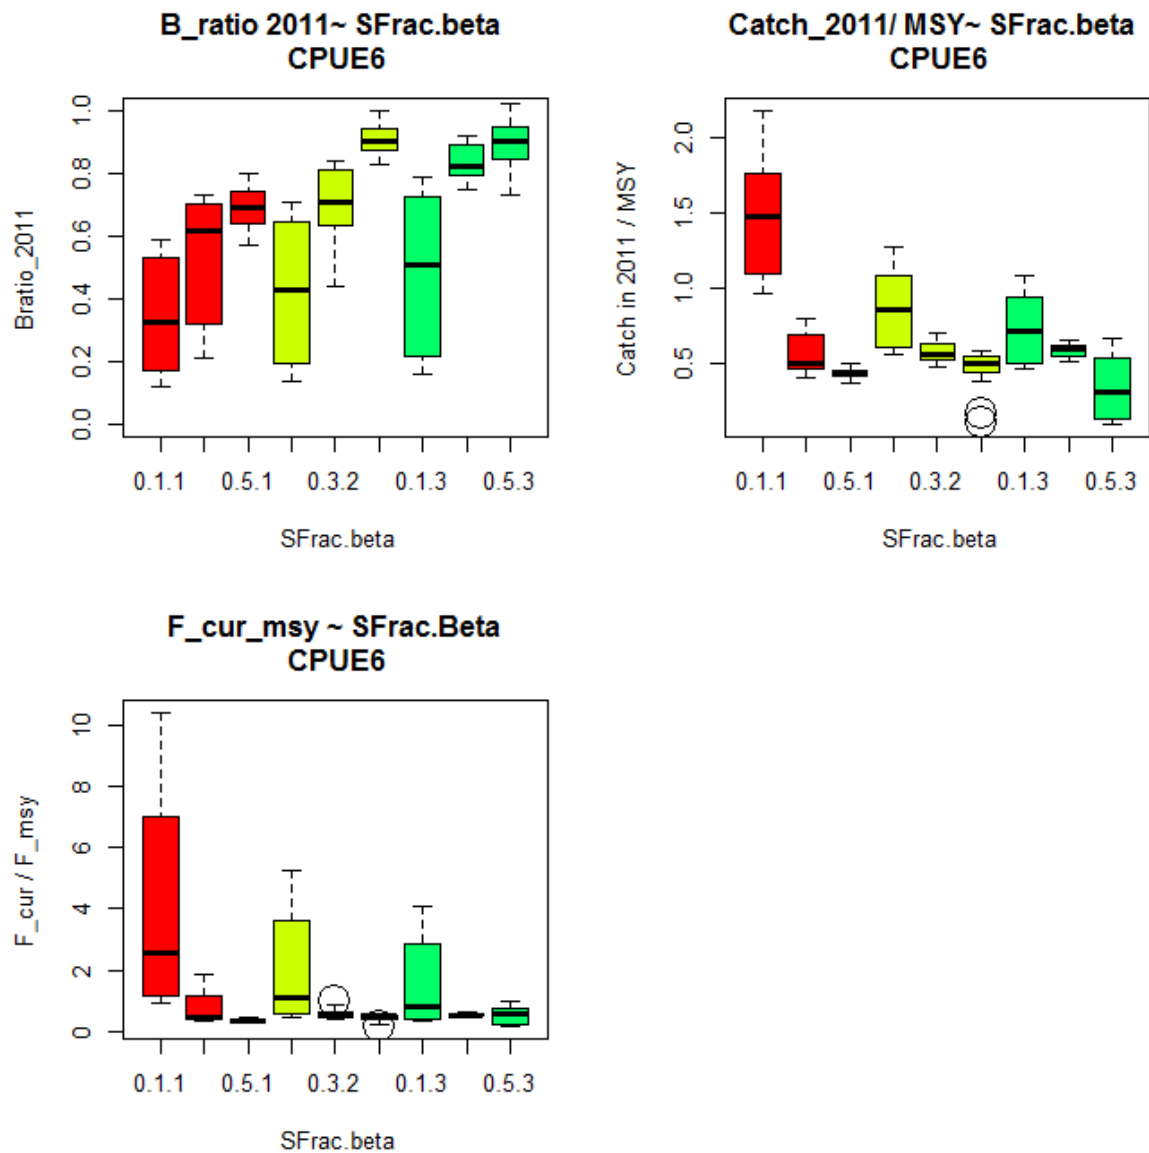 B_ratio 2011~ SFrac.beta
CPUE6
Bratio_2011
1.0
0.8
0.6
0.4
0.2
0.0
0.1.1 0.5.1 0.3.2 0.1.3 0.5.3
SFrac.beta
Catch_2011/ MSY~ SFrac.beta
CPUE6
Catch in 2011 / MSY
2.0
1.5
1.0
0.5
0.1.1 0.5.1 0.3.2 0.1.3 0.5.3
SFrac.beta
F_cur_msy ~ SFrac.Beta
CPUE6
F_cur / F_msy
10
8
6
4
2
0
0.1.1 0.5.1 0.3.2 0.1.3 0.5.3
SFrac.beta